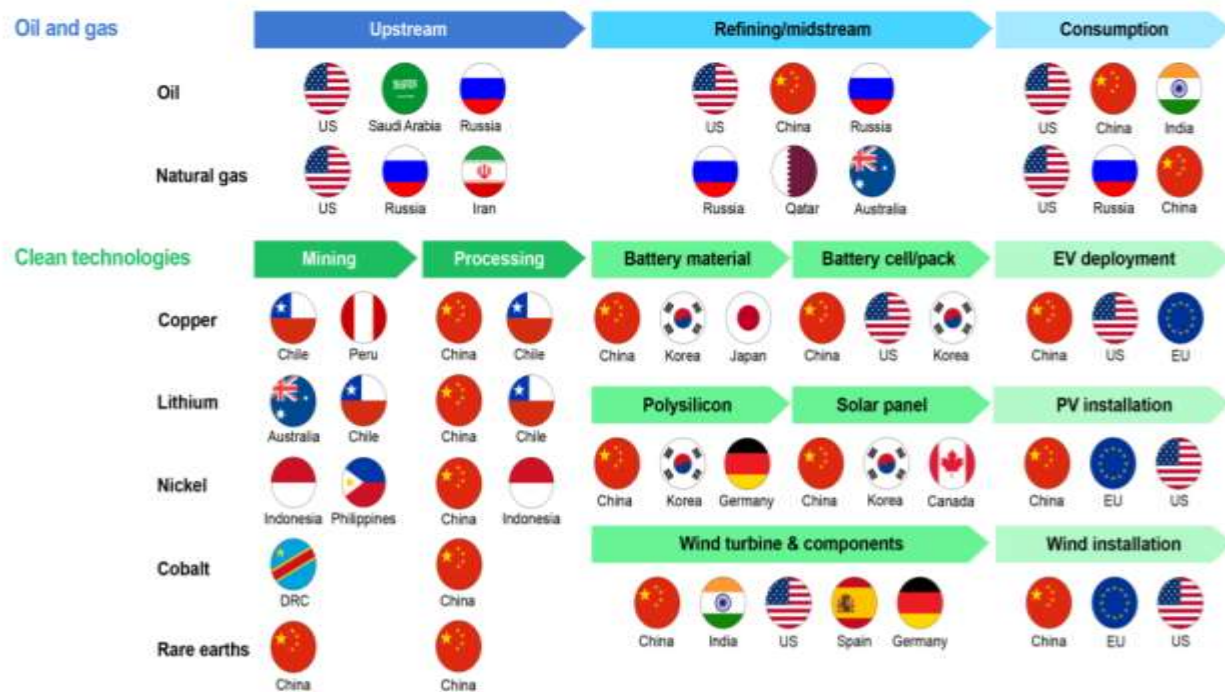 Oil and gas Upstream Refining/midstream Consumption
Oil
US Saudi Arabia Russia US China Russia US China India
Natural gas
US Russia Iran Russia Qatar Australia US Russia China
Clean technologies Mining Processing Battery material Battery cell/pack EV deployment
Copper
Chile Peru China Chile China Korea Japan China US Korea China US EU
Polysilicon Solar panel PV installation
Lithium
Australia Chile China Chile
Nickel
China Korea Germany China Korea Canada China EU US
Indonesia Philippines China Indonesia
Wind turbine & components Wind installation
Cobalt
DRC China
China India US Spain Germany China EU US
Rare earths
China China